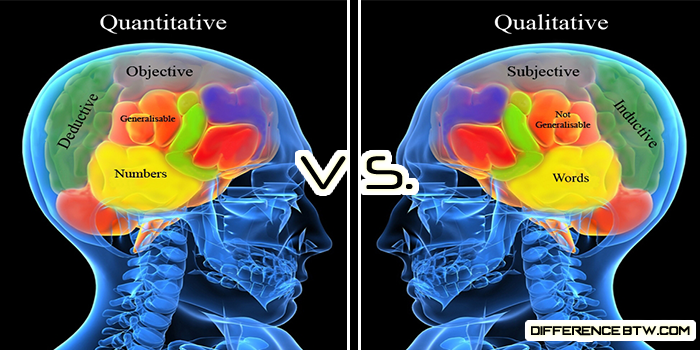 Quantitative
Objective
Deductive
Generalisable
Numbers
VS.
Qualitative
Subjective
Not
Generalisable
Inductive
Words
DIFFERENCEBTW.COM